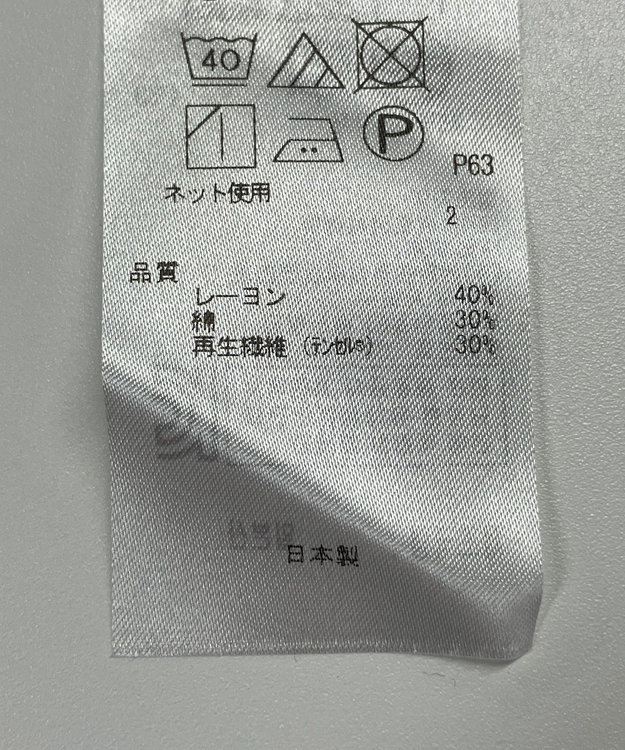 40
P
P63
ネット使用
2
品質
レーヨン 40%
綿 30%
再生繊維（テンセル®） 30%
日本製